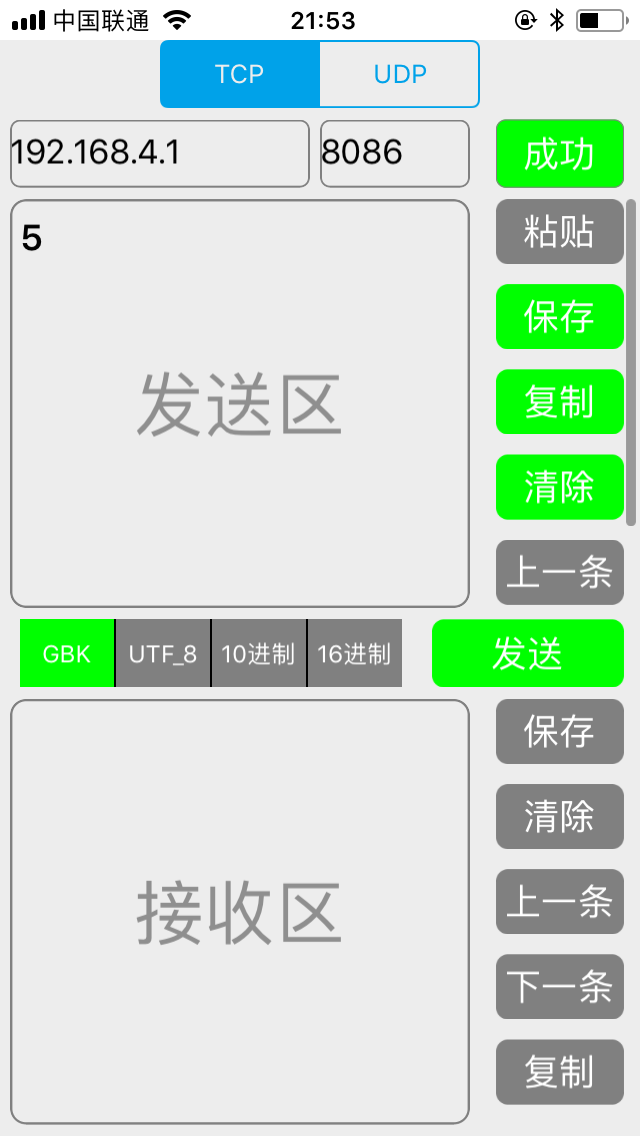 中国联通 21:53
TCP UDP
192.168.4.1 8086 成功
5
发送区
粘贴
保存
复制
清除
上一条
GBK UTF_8 10进制 16进制 发送
接收区
保存
清除
上一条
下一条
复制